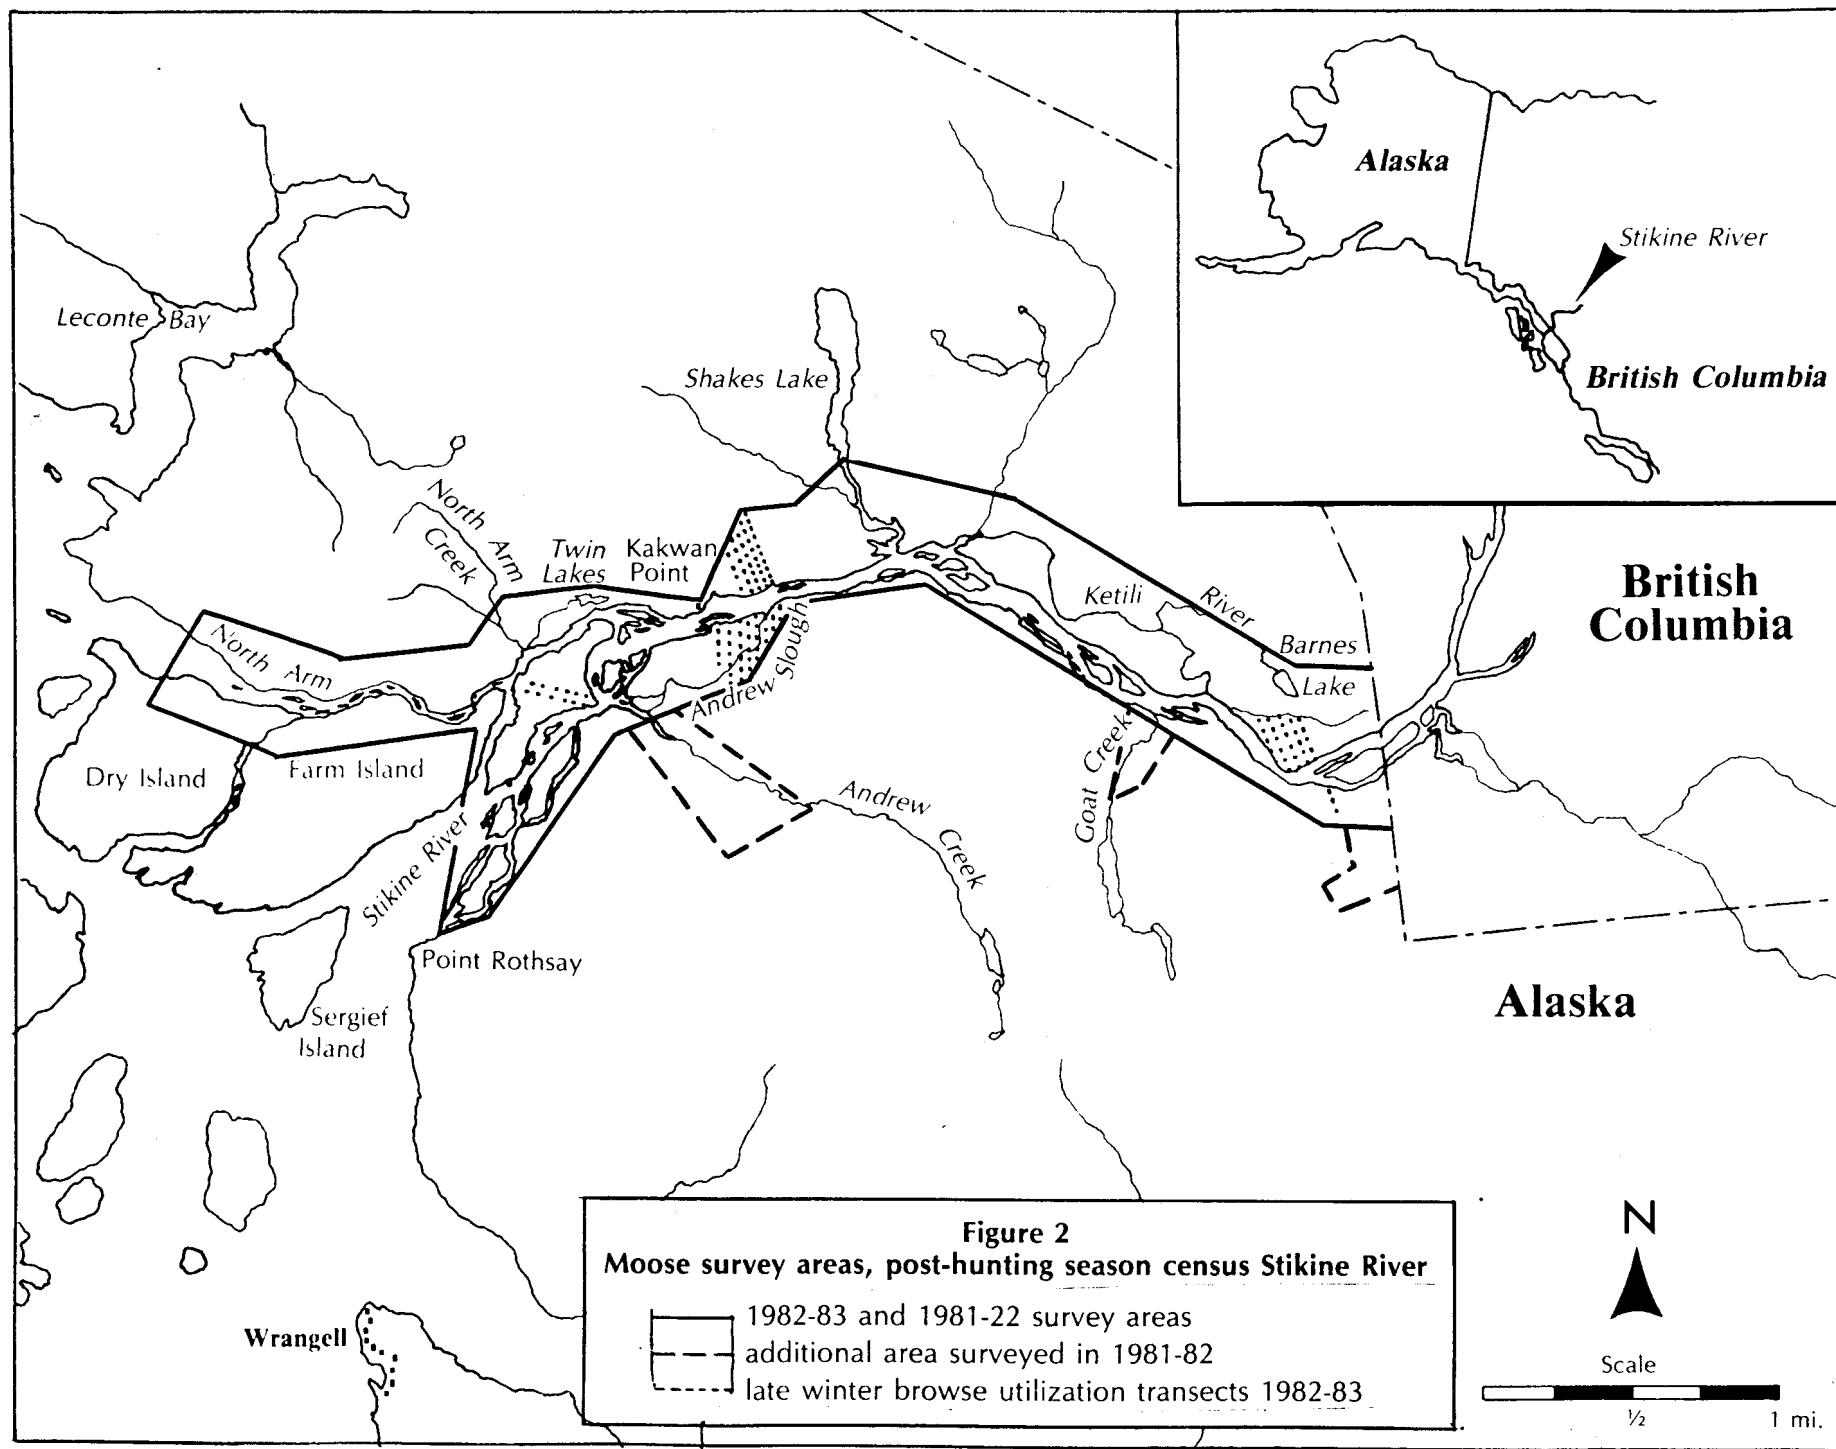 Alaska
Stikine River
British Columbia
Leconte Bay
Shakes Lake
North Arm
Creek
Twin
Lakes
Kakwan
Point
Ketili
River
Barnes
Lake
British
Columbia
North Arm
Andrew Slough
Dry Island
Farm Island
Stikine River
Andrew
Creek
Goat Creek
Point Rothsay
Sergief
Island
Alaska
Wrangell
Figure 2
Moose survey areas, post-hunting season census Stikine River
1982-83 and 1981-22 survey areas
additional area surveyed in 1981-82
late winter browse utilization transects 1982-83
N
Scale
½
1 mi.